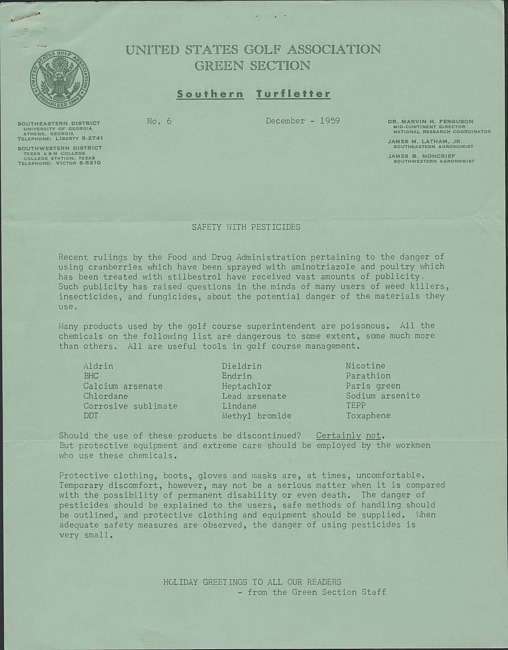 UNITED STATES GOLF ASSOCIATION
GREEN SECTION
Southern Turfletter
No. 6 December - 1959
SOUTHEASTERN DISTRICT
UNIVERSITY OF GEORGIA
ATHENS, GEORGIA
TELEPHONE: LIBERTY 8-2741
SOUTHWESTERN DISTRICT
TEXAS A & M COLLEGE
COLLEGE STATION, TEXAS
TELEPHONE: VICTOR 6-5210
DR. MARVIN H. FERGUSON
MID-CONTINENT DIRECTOR
NATIONAL RESEARCH COORDINATOR
JAMES M. LATHAM, JR.
SOUTHEASTERN AGRONOMIST
JAMES B. MONCRIEF
SOUTHWESTERN AGRONOMIST
SAFETY WITH PESTICIDES
Recent rulings by the Food and Drug Administration pertaining to the danger of
using cranberries which have been sprayed with aminotriazole and poultry which
has been treated with stilbestrol have received vast amounts of publicity.
Such publicity has raised questions in the minds of many users of weed killers,
insecticides, and fungicides, about the potential danger of the materials they
use.
Many products used by the golf course superintendent are poisonous. All the
chemicals on the following list are dangerous to some extent, some much more
than others. All are useful tools in golf course management.
Aldrin Dieldrin Nicotine
BHC Endrin Parathion
Calcium arsenate Heptachlor Paris green
Chlordane Lead arsenate Sodium arsenite
Corrosive sublimate Lindane TEPP
DDT Methyl bromide Toxaphene
Should the use of these products be discontinued? Certainly not.
But protective equipment and extreme care should be employed by the workmen
who use these chemicals.
Protective clothing, boots, gloves and masks are, at times, uncomfortable.
Temporary discomfort, however, may not be a serious matter when it is compared
with the possibility of permanent disability or even death. The danger of
pesticides should be explained to the users, safe methods of handling should
be outlined, and protective clothing and equipment should be supplied. When
adequate safety measures are observed, the danger of using pesticides is
very small.
HOLIDAY GREETINGS TO ALL OUR READERS
- from the Green Section Staff